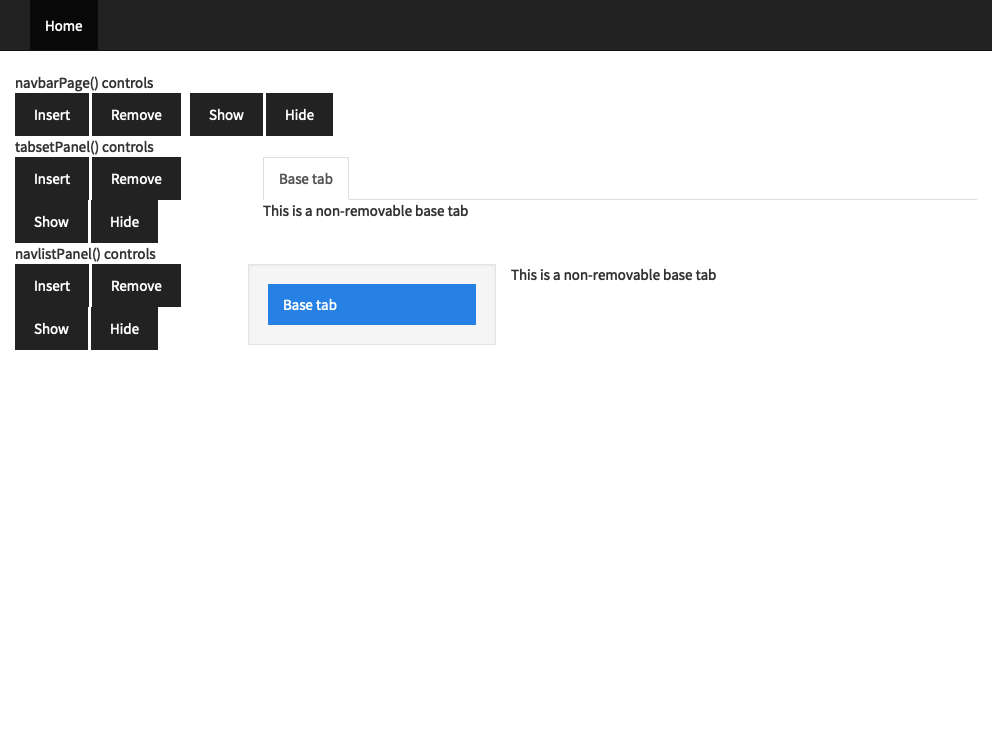 Home
navbarPage() controls
Insert Remove Show Hide
tabsetPanel() controls
Insert Remove
Show Hide
Base tab
This is a non-removable base tab
navlistPanel() controls
Insert Remove
Show Hide
Base tab
This is a non-removable base tab